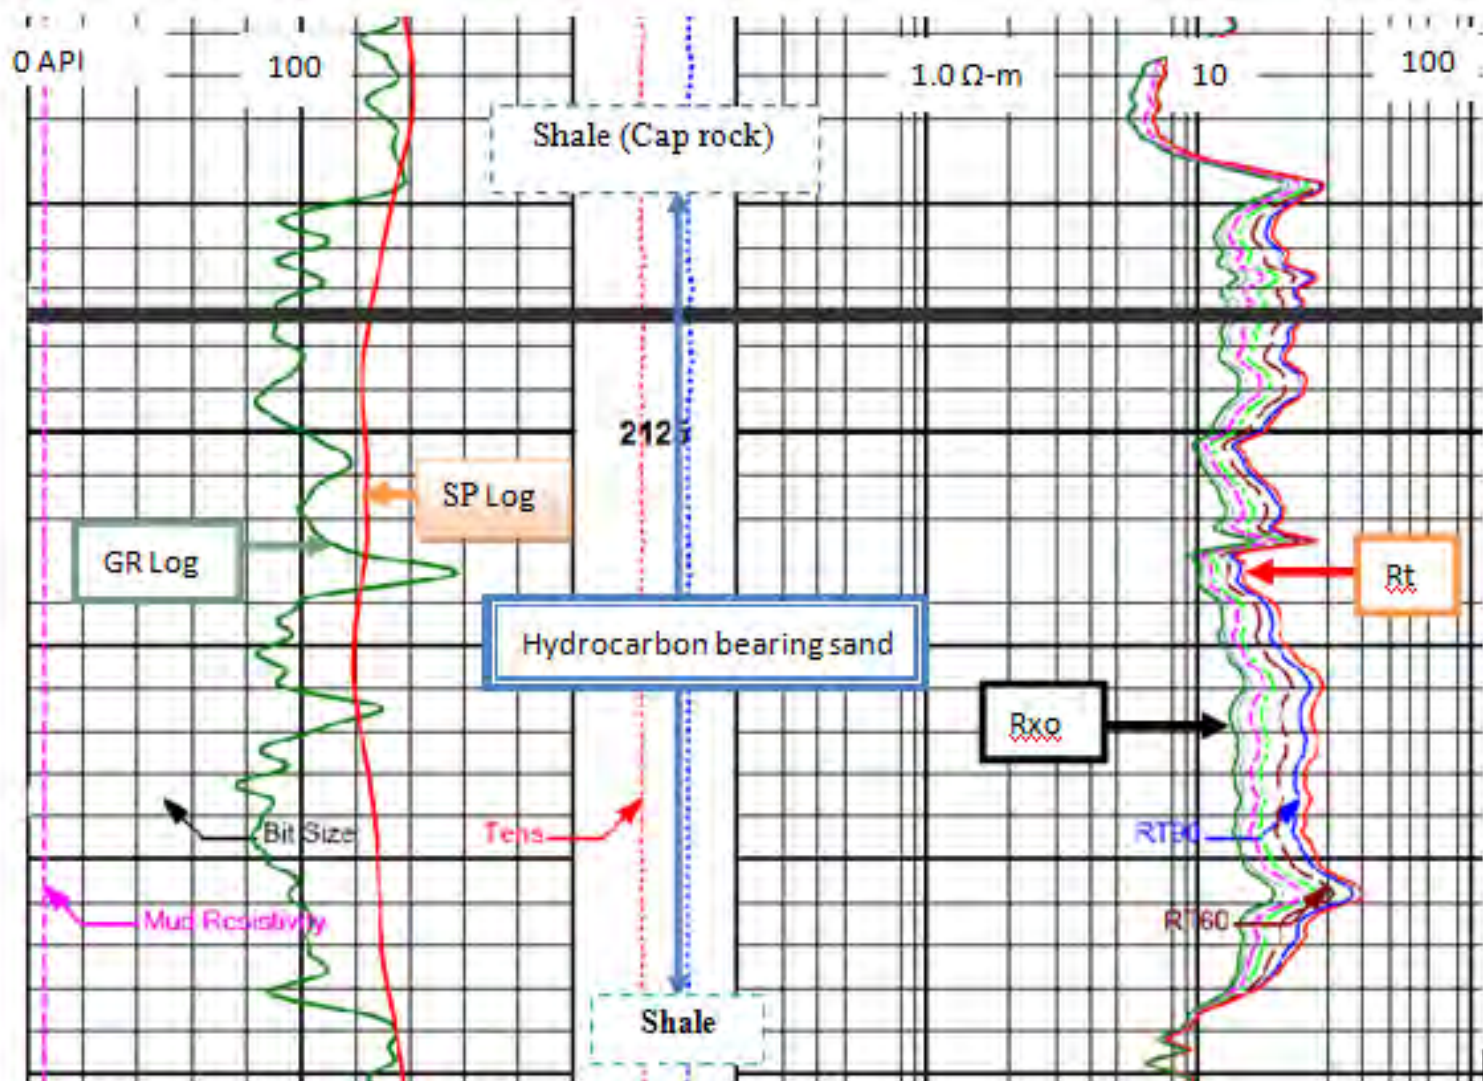 0 API
100
1.0 Ω-m
10
100
Shale (Cap rock)
2125
SP Log
GR Log
Rt
Hydrocarbon bearing sand
Rxo
Bit Size
Tens
RT90
Mud Resistivity
RT60
Shale